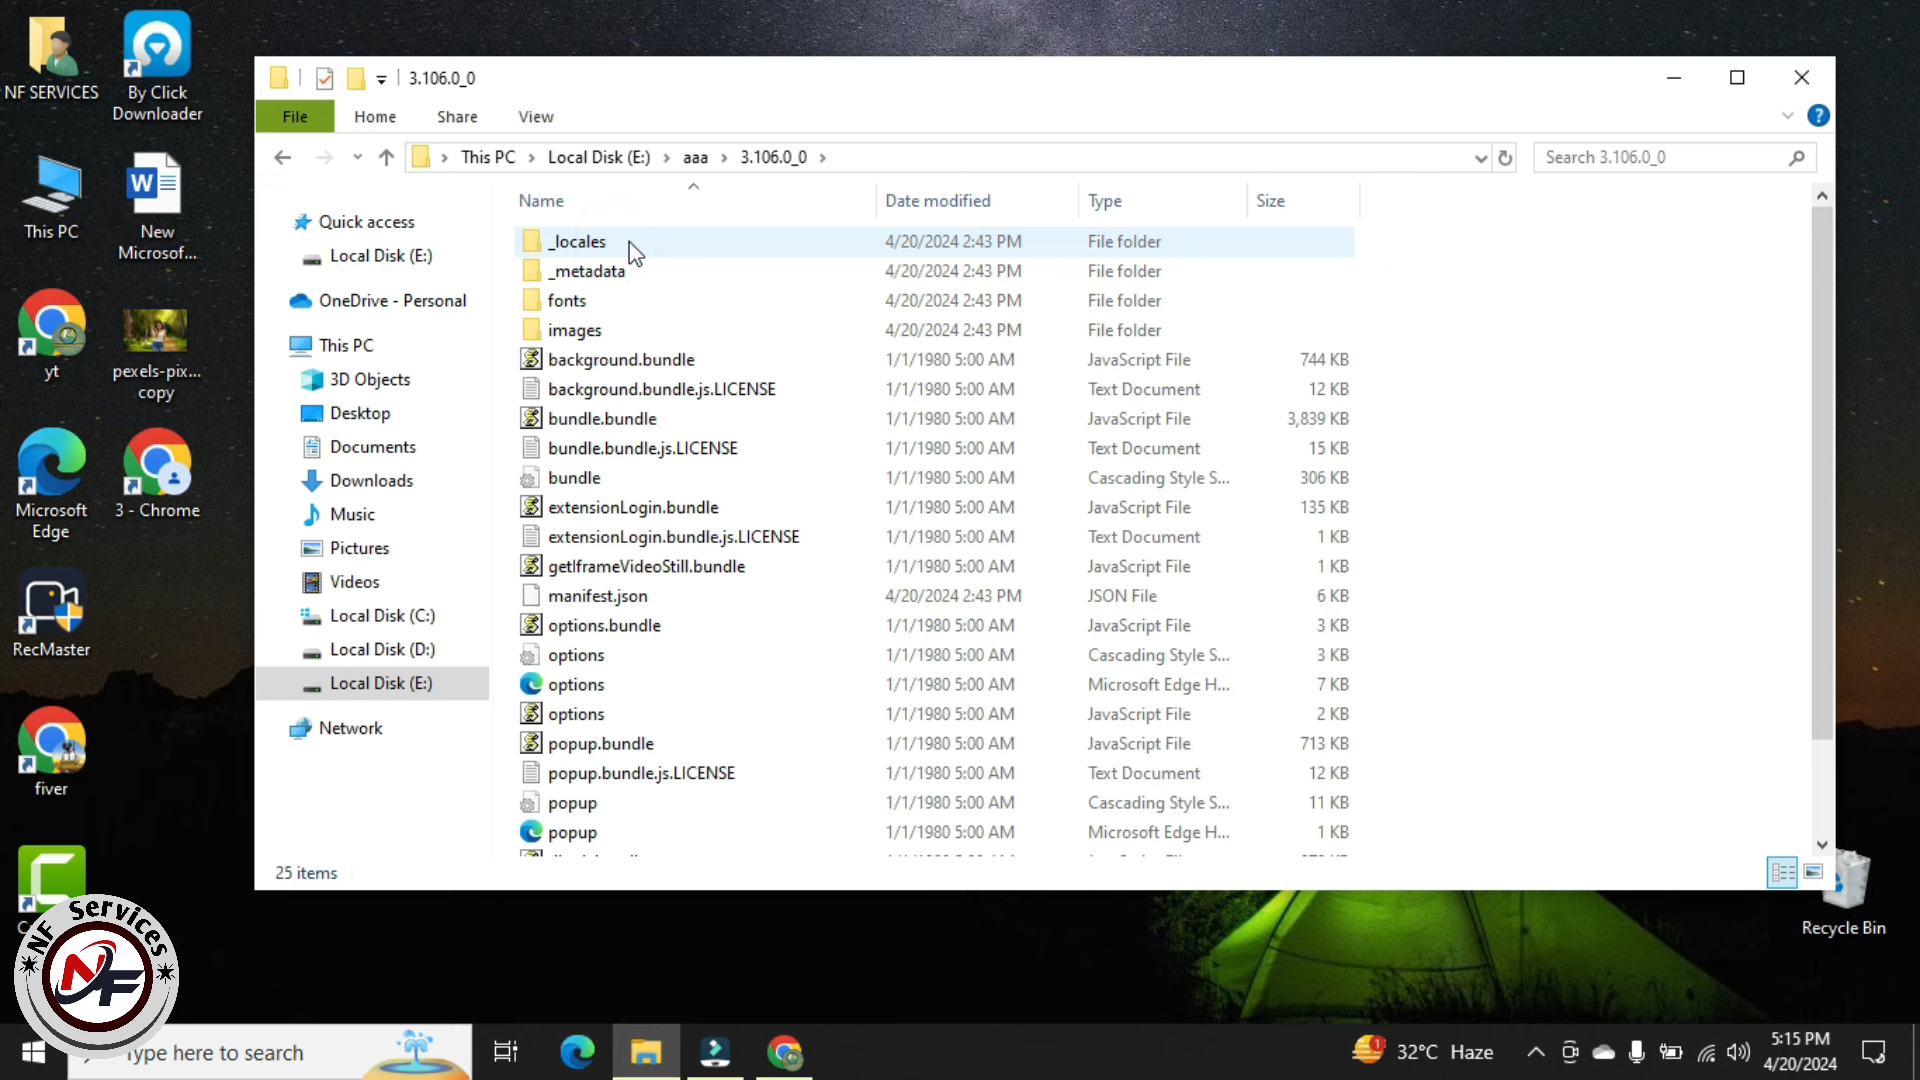 NF SERVICES
By Click
Downloader
This PC
New
Microsof...
yt
pexels-pix...
copy
Microsoft
Edge
3 - Chrome
RecMaster
fiver
NF Services
NF
3.106.0_0
File
Home
Share
View
This PC
Local Disk (E:)
aaa
3.106.0_0
Search 3.106.0_0
Quick access
Local Disk (E:)
OneDrive - Personal
This PC
3D Objects
Desktop
Documents
Downloads
Music
Pictures
Videos
Local Disk (C:)
Local Disk (D:)
Local Disk (E:)
Network
Name Date modified Type Size
_locales 4/20/2024 2:43 PM File folder
_metadata 4/20/2024 2:43 PM File folder
fonts 4/20/2024 2:43 PM File folder
images 4/20/2024 2:43 PM File folder
background.bundle 1/1/1980 5:00 AM JavaScript File 744 KB
background.bundle.js.LICENSE 1/1/1980 5:00 AM Text Document 12 KB
bundle.bundle 1/1/1980 5:00 AM JavaScript File 3,839 KB
bundle.bundle.js.LICENSE 1/1/1980 5:00 AM Text Document 15 KB
bundle 1/1/1980 5:00 AM Cascading Style S... 306 KB
extensionLogin.bundle 1/1/1980 5:00 AM JavaScript File 135 KB
extensionLogin.bundle.js.LICENSE 1/1/1980 5:00 AM Text Document 1 KB
getIframeVideoStill.bundle 1/1/1980 5:00 AM JavaScript File 1 KB
manifest.json 4/20/2024 2:43 PM JSON File 6 KB
options.bundle 1/1/1980 5:00 AM JavaScript File 3 KB
options 1/1/1980 5:00 AM Cascading Style S... 3 KB
options 1/1/1980 5:00 AM Microsoft Edge H... 7 KB
options 1/1/1980 5:00 AM JavaScript File 2 KB
popup.bundle 1/1/1980 5:00 AM JavaScript File 713 KB
popup.bundle.js.LICENSE 1/1/1980 5:00 AM Text Document 12 KB
popup 1/1/1980 5:00 AM Cascading Style S... 11 KB
popup 1/1/1980 5:00 AM Microsoft Edge H... 1 KB
25 items
Recycle Bin
Type here to search
1
32°C Haze
5:15 PM
4/20/2024